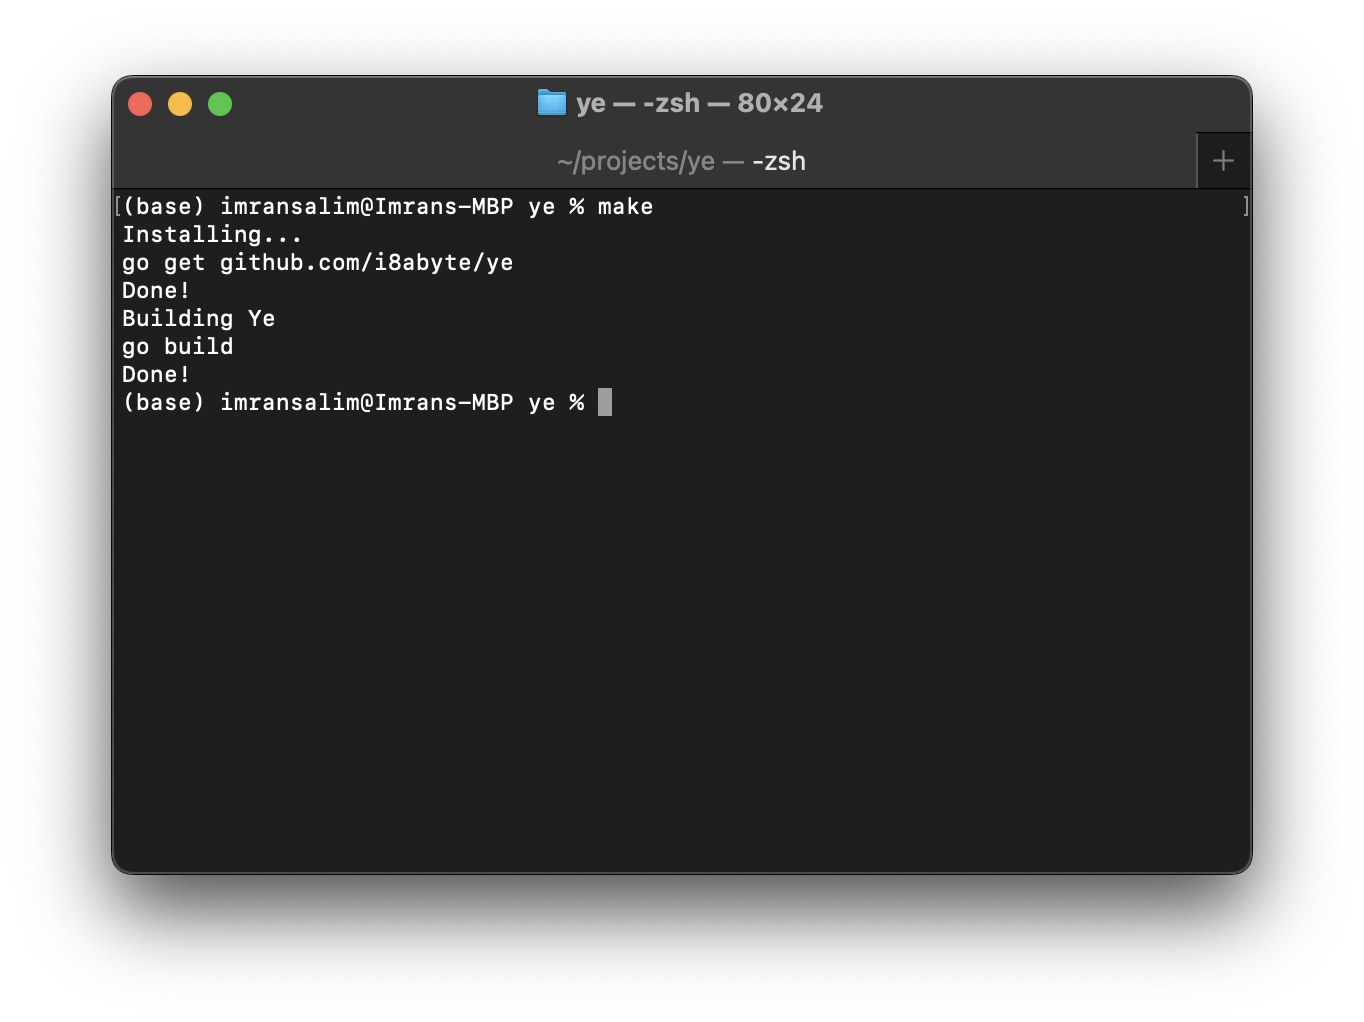 ye — -zsh — 80×24
~/projects/ye — -zsh
[(base) imransalim@Imrans-MBP ye % make ]
Installing...
go get github.com/i8abyte/ye
Done!
Building Ye
go build
Done!
(base) imransalim@Imrans-MBP ye %